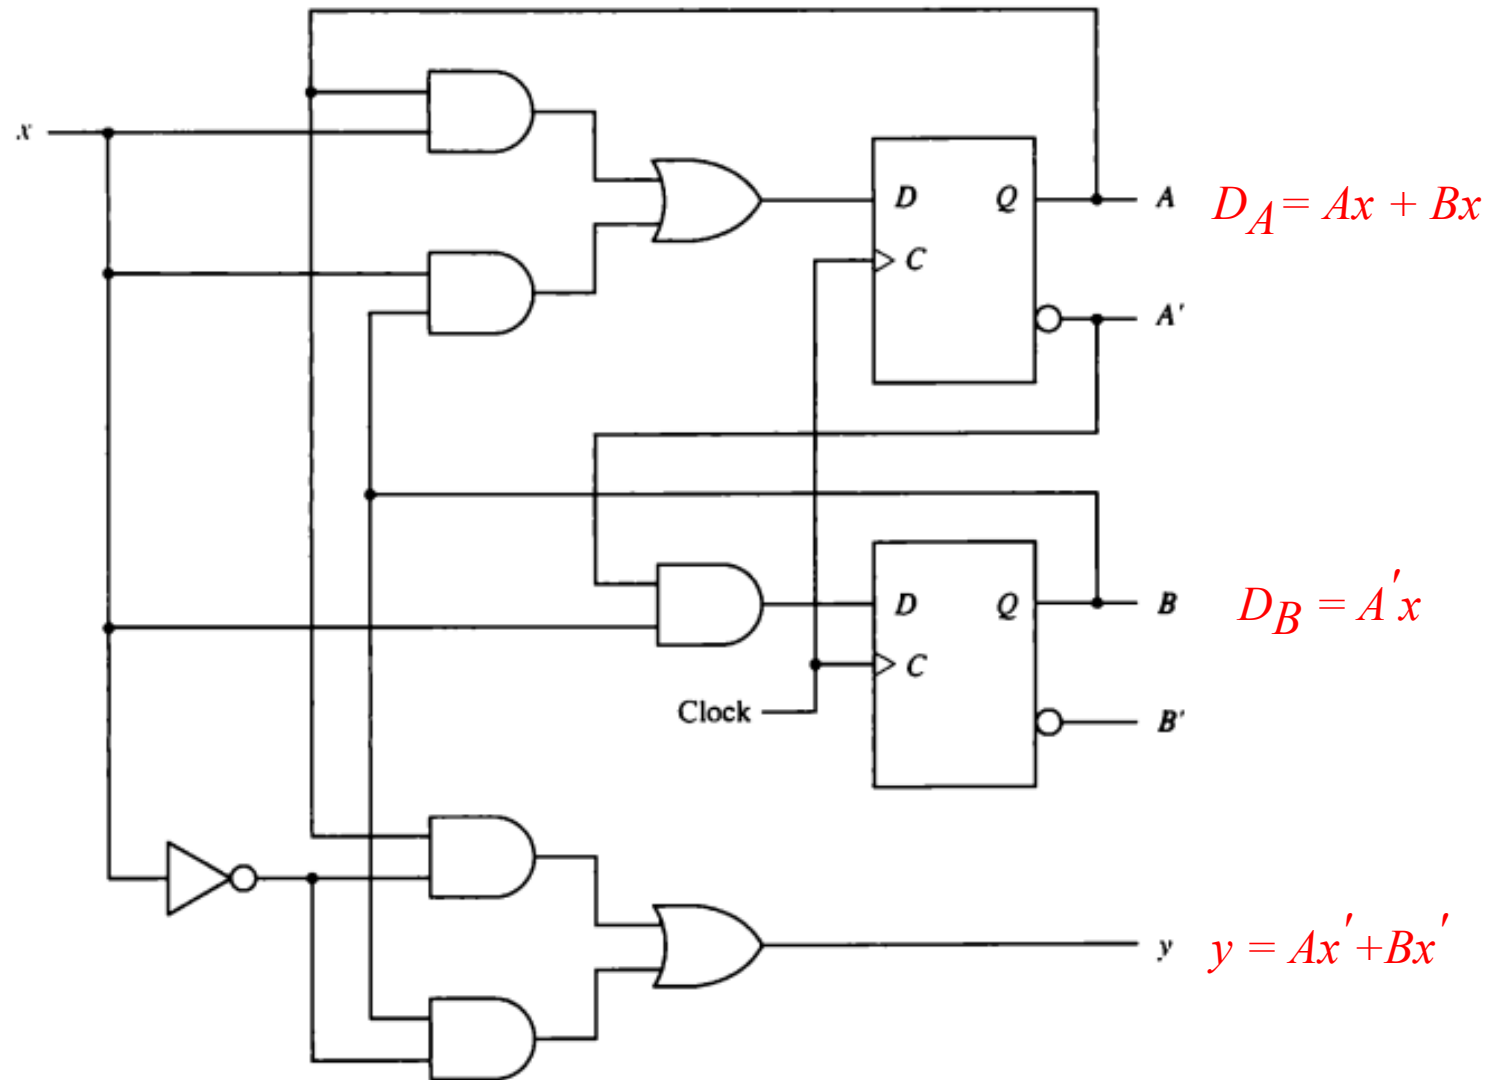 x
D Q A D_A = Ax + Bx
C
A'
D Q B D_B = A'x
C
Clock
B'
y y = Ax'+Bx'